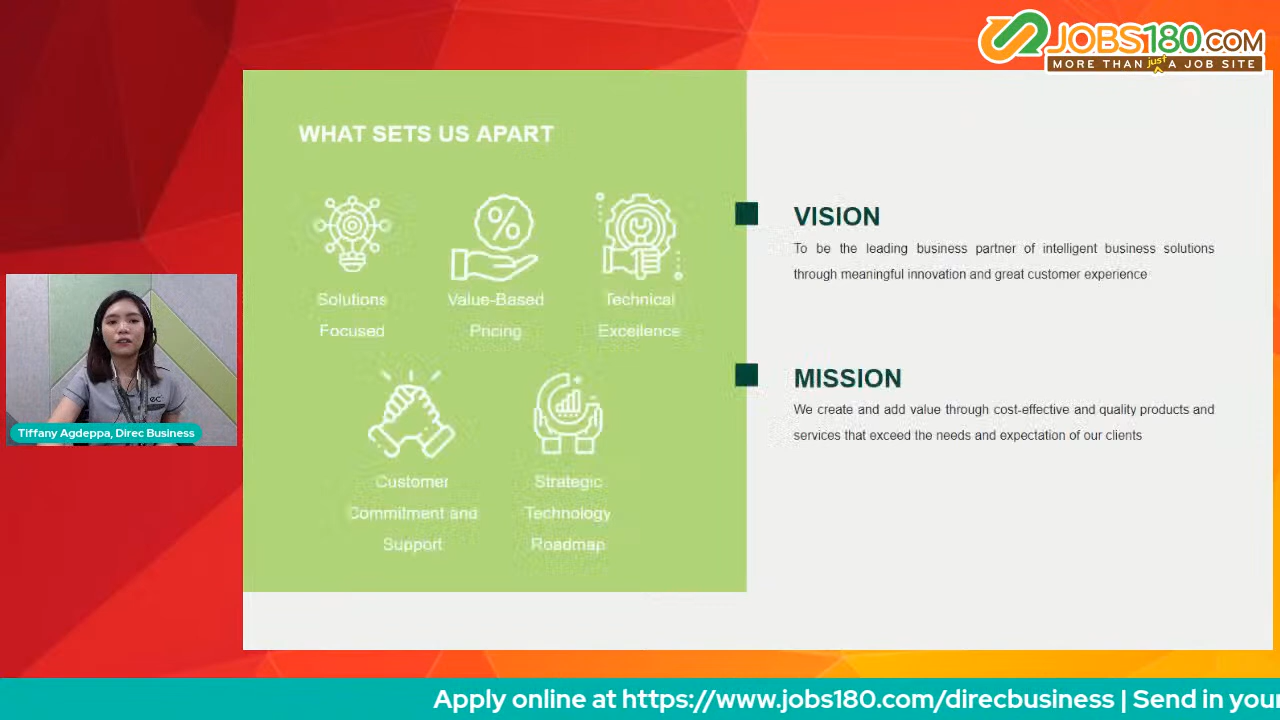 JOBS180.COM
MORE THAN just A JOB SITE
WHAT SETS US APART
Solutions
Focused
Value-Based
Pricing
Technical
Excellence
Customer
Commitment and
Support
Strategic
Technology
Roadmap
VISION
To be the leading business partner of intelligent business solutions
through meaningful innovation and great customer experience
MISSION
We create and add value through cost-effective and quality products and
services that exceed the needs and expectation of our clients
ec
Tiffany Agdeppa, Direc Business
Apply online at https://www.jobs180.com/direcbusiness | Send in your